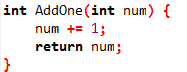 int AddOne(int num) {
    num += 1;
    return num;
}